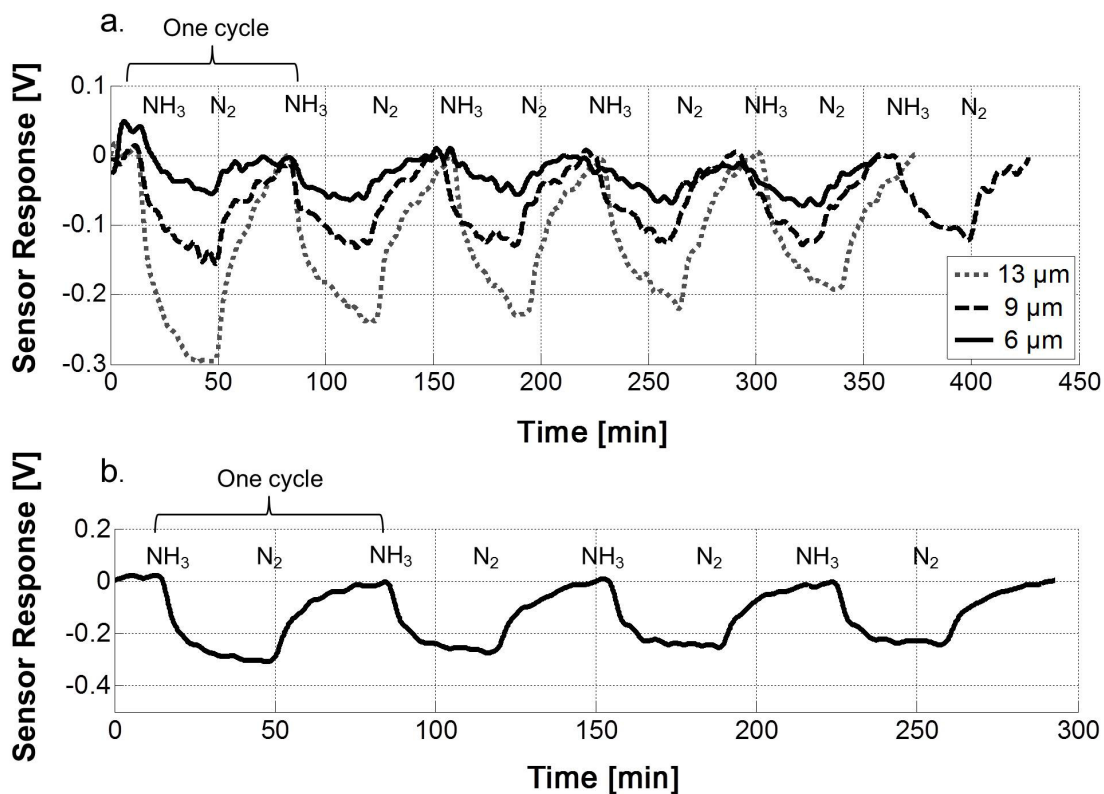 a.
One cycle
Sensor Response [V]
0.1
0
-0.1
-0.2
-0.3
NH₃ N₂ NH₃ N₂ NH₃ N₂ NH₃ N₂ NH₃ N₂ NH₃ N₂
13 µm
9 µm
6 µm
0 50 100 150 200 250 300 350 400 450
Time [min]
b.
One cycle
Sensor Response [V]
0.2
0
-0.2
-0.4
NH₃ N₂ NH₃ N₂ NH₃ N₂ NH₃ N₂
0 50 100 150 200 250 300
Time [min]